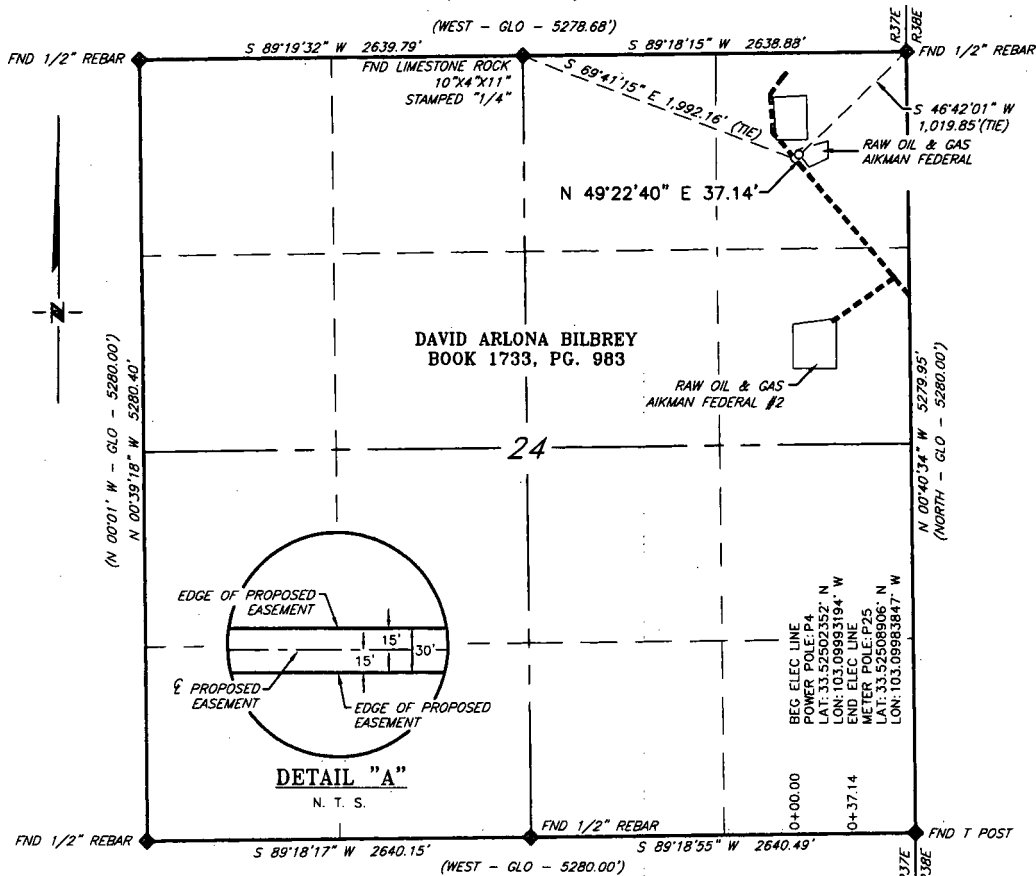 (WEST - GLO - 5278.68')
R37E
R38E
S 89°19'32" W 2639.79'
S 89°18'15" W 2638.88'
FND 1/2" REBAR
FND 1/2" REBAR
FND LIMESTONE ROCK
10"X4"X11"
STAMPED "1/4"
S 69°41'15" E 1,992.16' (TIE)
S 46°42'01" W
1,019.85'(TIE)
RAW OIL & GAS
AIKMAN FEDERAL
N 49°22'40" E 37.14'
N
DAVID ARLONA BILBREY
BOOK 1733, PG. 983
RAW OIL & GAS
AIKMAN FEDERAL #2
(N 00°01' W - GLO - 5280.00')
N 00°39'18" W 5280.40'
24
N 00°40'34" W 5279.95'
(NORTH - GLO - 5280.00')
EDGE OF PROPOSED
EASEMENT
15'
30'
15'
℄ PROPOSED
EASEMENT
EDGE OF PROPOSED
EASEMENT
DETAIL "A"
N. T. S.
0+00.00 BEG ELEC LINE
POWER POLE: P4
LAT: 33.52502352° N
LON: 103.09993194° W
0+37.14 END ELEC LINE
METER POLE: P25
LAT: 33.52508906° N
LON: 103.09983847° W
FND 1/2" REBAR
FND 1/2" REBAR
FND T POST
S 89°18'17" W 2640.15'
S 89°18'55" W 2640.49'
(WEST - GLO - 5280.00')
R37E
R38E